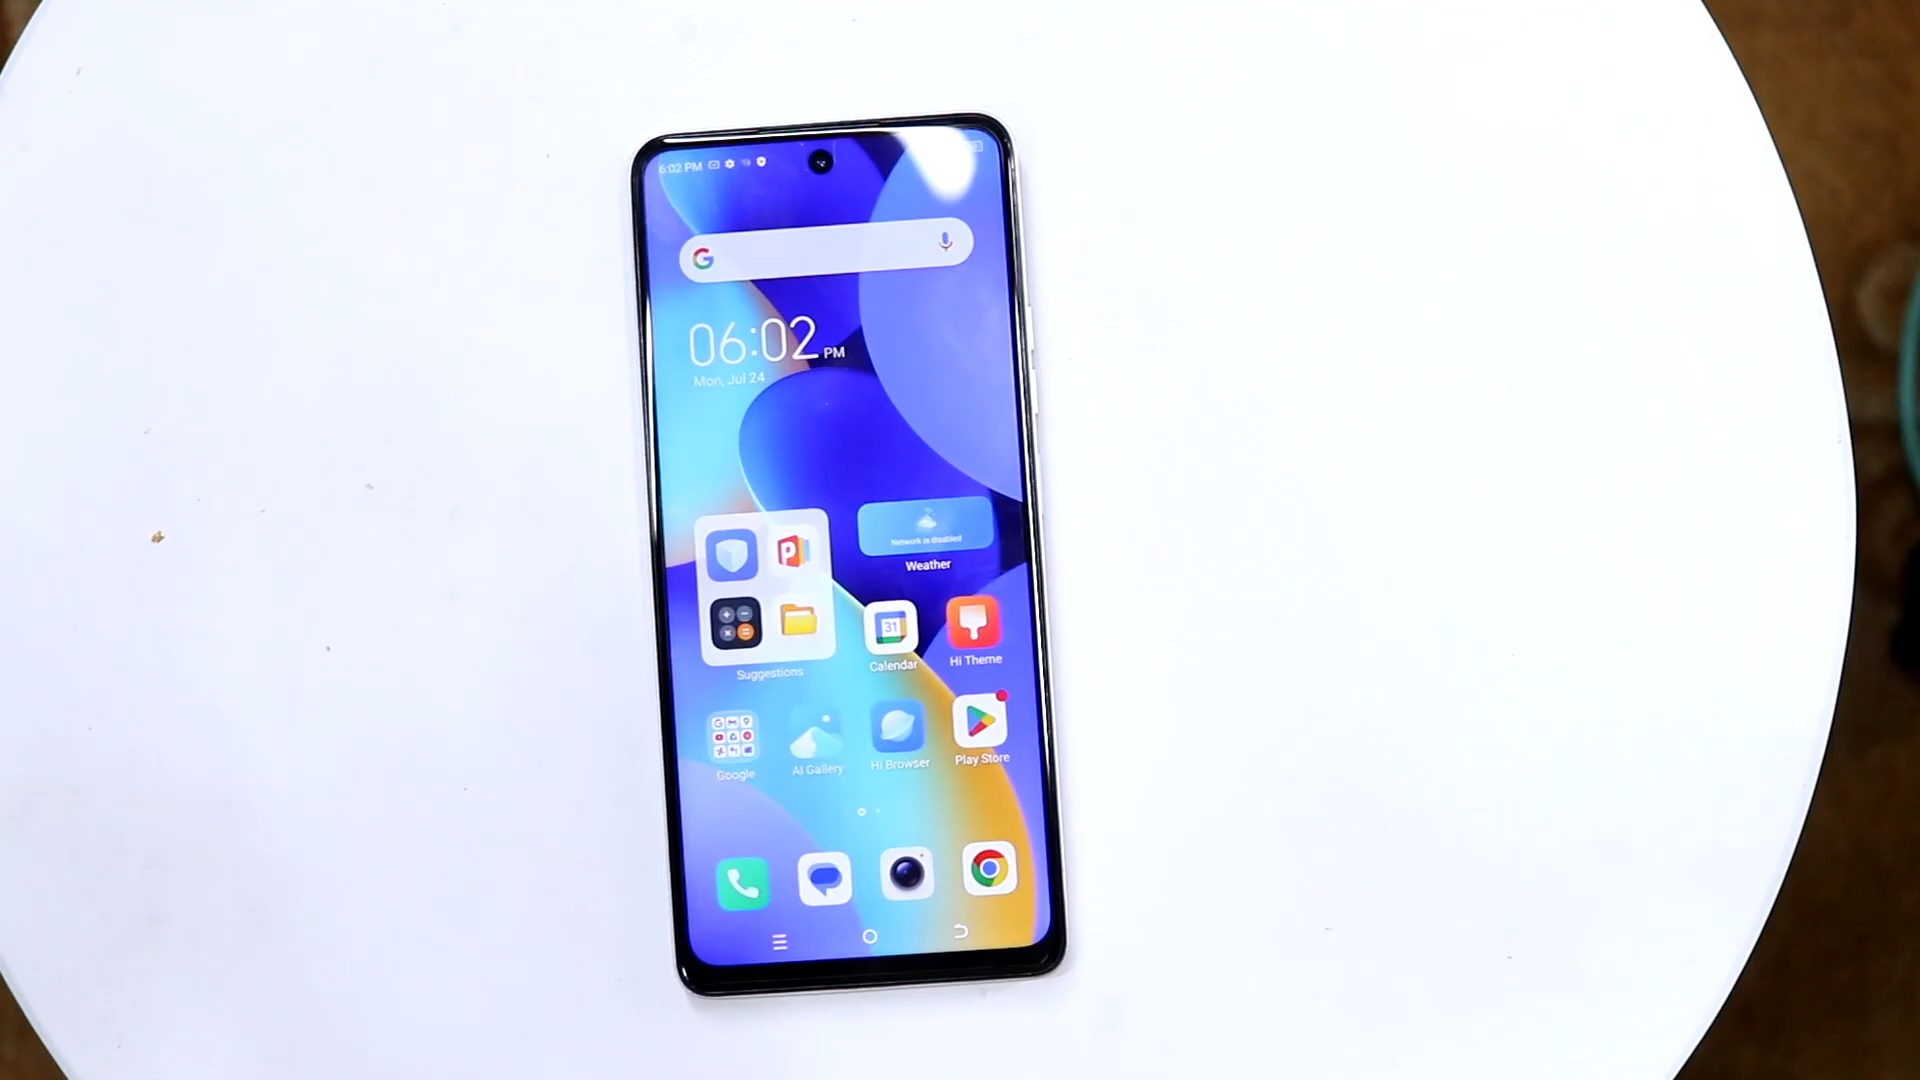 6:02 PM
06:02 PM
Mon, Jul 24
Network is disabled
Weather
31
Calendar
Hi Theme
Suggestions
Google
AI Gallery
Hi Browser
Play Store